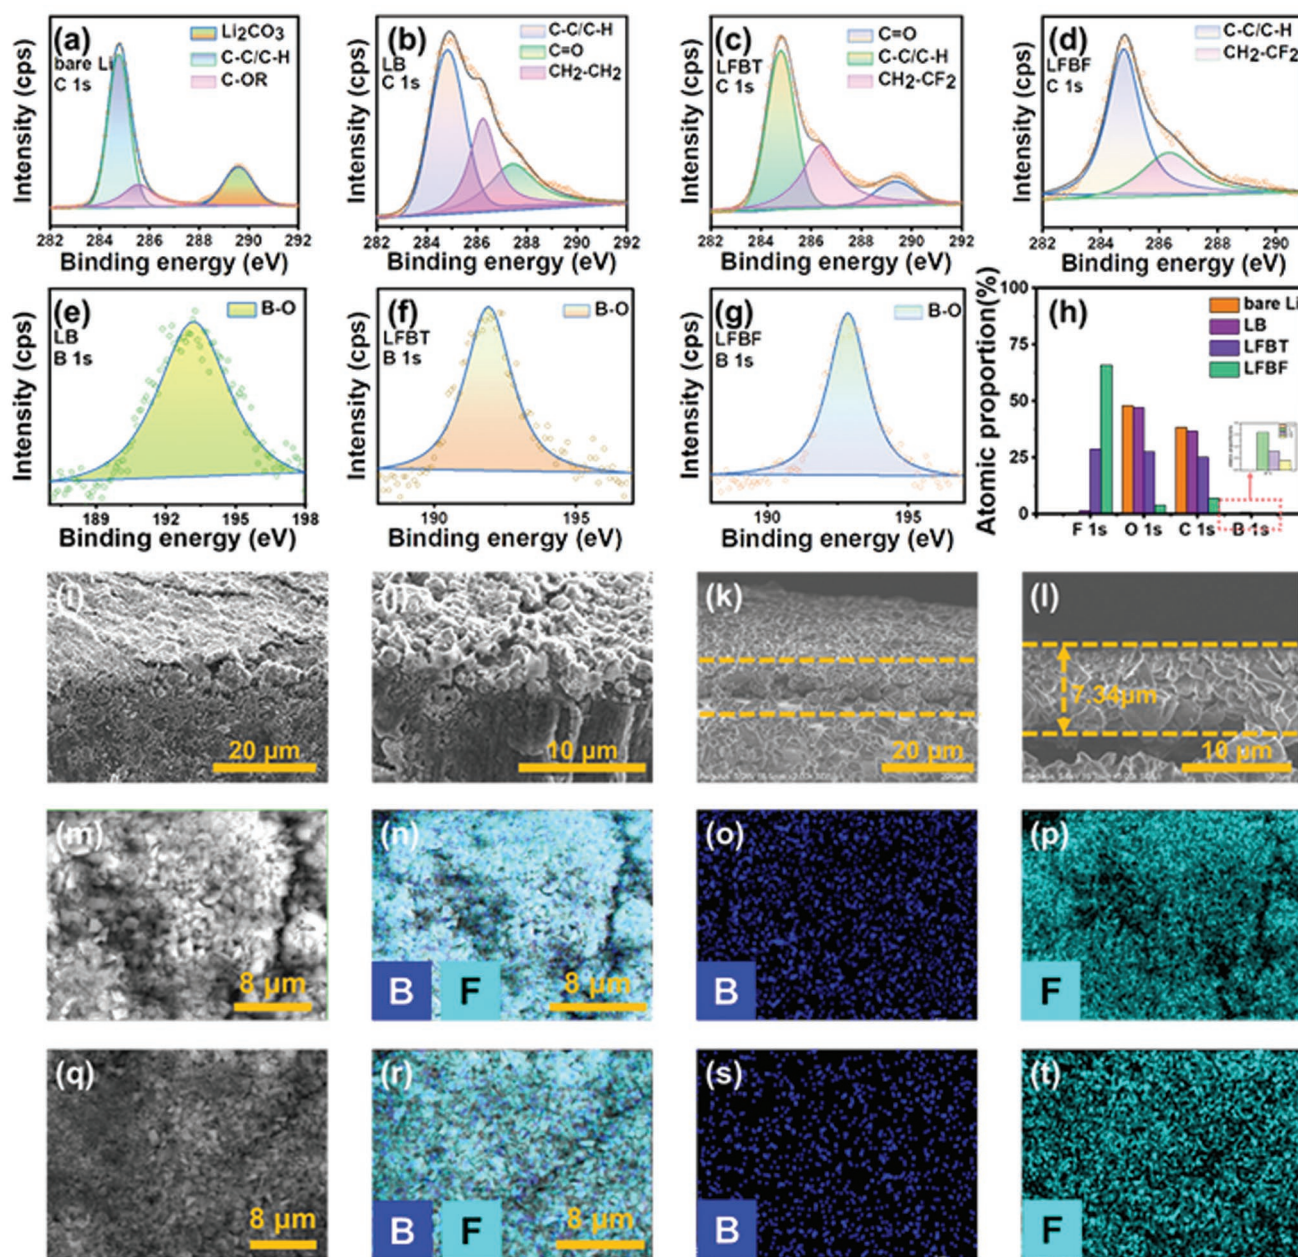 (a)
bare Li
C 1s
Li2CO3
C-C/C-H
C-OR
Intensity (cps)
282 284 286 288 290 292
Binding energy (eV)
(b)
LB
C 1s
C-C/C-H
C=O
CH2-CH2
Intensity (cps)
282 284 286 288 290 292
Binding energy (eV)
(c)
LFBT
C 1s
C=O
C-C/C-H
CH2-CF2
Intensity (cps)
282 284 286 288 290 292
Binding energy (eV)
(d)
LFBF
C 1s
C-C/C-H
CH2-CF2
Intensity (cps)
282 284 286 288 290
Binding energy (eV)
(e)
LB
B 1s
B-O
Intensity (cps)
189 192 195 198
Binding energy (eV)
(f)
LFBT
B 1s
B-O
Intensity (cps)
190 195
Binding energy (eV)
(g)
LFBF
B 1s
B-O
Intensity (cps)
190 195
Binding energy (eV)
(h)
bare Li
LB
LFBT
LFBF
Atomic proportion(%)
100
75
50
25
0
F 1s O 1s C 1s B 1s
(i)
20 μm
(j)
10 μm
(k)
20 μm
(l)
7.34μm
10 μm
(m)
8 μm
(n)
B F
8 μm
(o)
B
(p)
F
(q)
8 μm
(r)
B F
8 μm
(s)
B
(t)
F